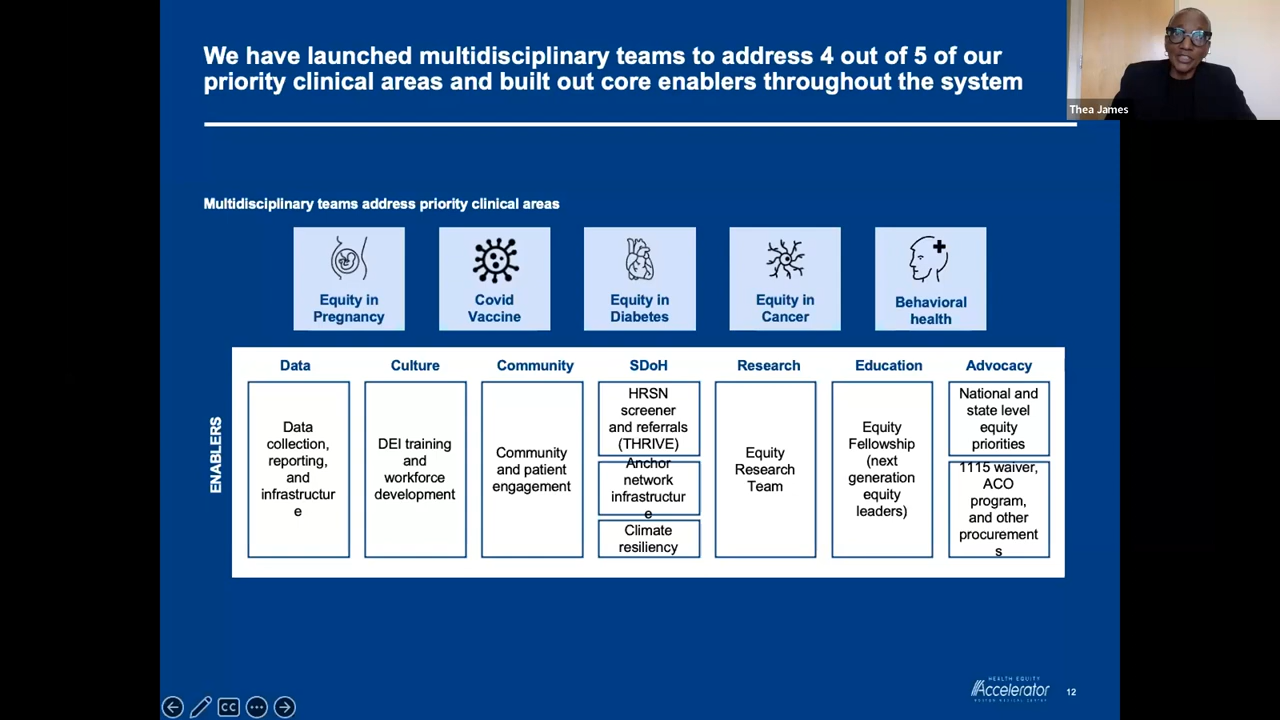 We have launched multidisciplinary teams to address 4 out of 5 of our
priority clinical areas and built out core enablers throughout the system
Thea James
Multidisciplinary teams address priority clinical areas
Equity in
Pregnancy
Covid
Vaccine
Equity in
Diabetes
Equity in
Cancer
Behavioral
health
ENABLERS
Data
Data
collection,
reporting,
and
infrastructur
e
Culture
DEI training
and
workforce
development
Community
Community
and patient
engagement
SDoH
HRSN
screener
and referrals
(THRIVE)
Anchor
network
infrastructur
e
Climate
resiliency
Research
Equity
Research
Team
Education
Equity
Fellowship
(next
generation
equity
leaders)
Advocacy
National and
state level
equity
priorities
1115 waiver,
ACO
program,
and other
procurement
s
CC
HEALTH EQUITY
Accelerator
BOSTON MEDICAL CENTER
12